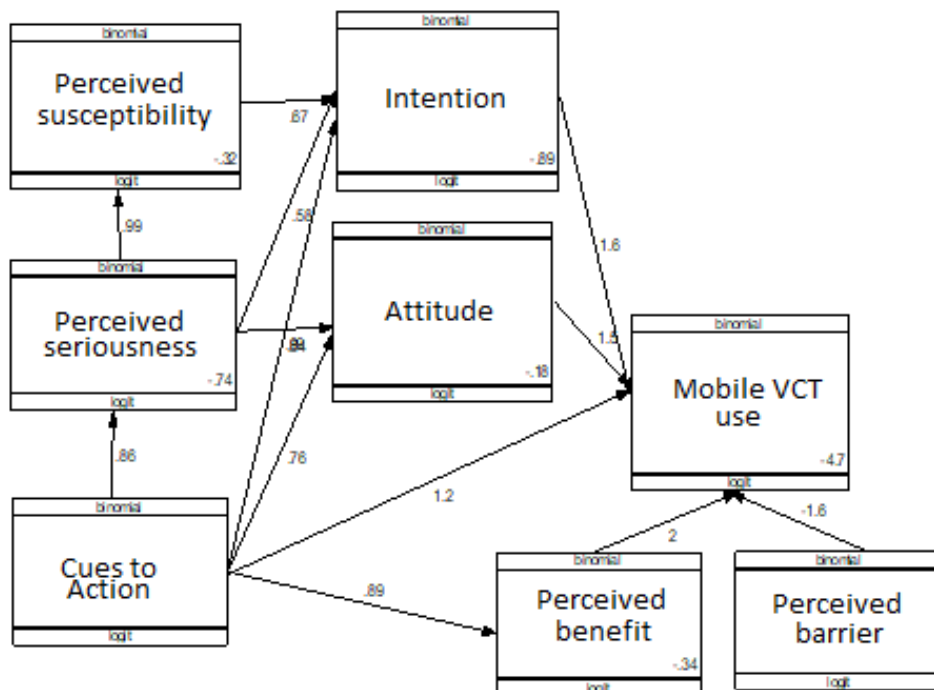 binomial
Perceived
susceptibility
-.32
logit
binomial
Intention
-.89
logit
.67
.99
.58
1.6
binomial
Perceived
seriousness
-.74
logit
binomial
Attitude
-.18
logit
1.5
binomial
Mobile VCT
use
-4.7
logit
.86
.76
1.2
2
-1.6
binomial
Cues to
Action
logit
.89
binomial
Perceived
benefit
-.34
logit
binomial
Perceived
barrier
logit